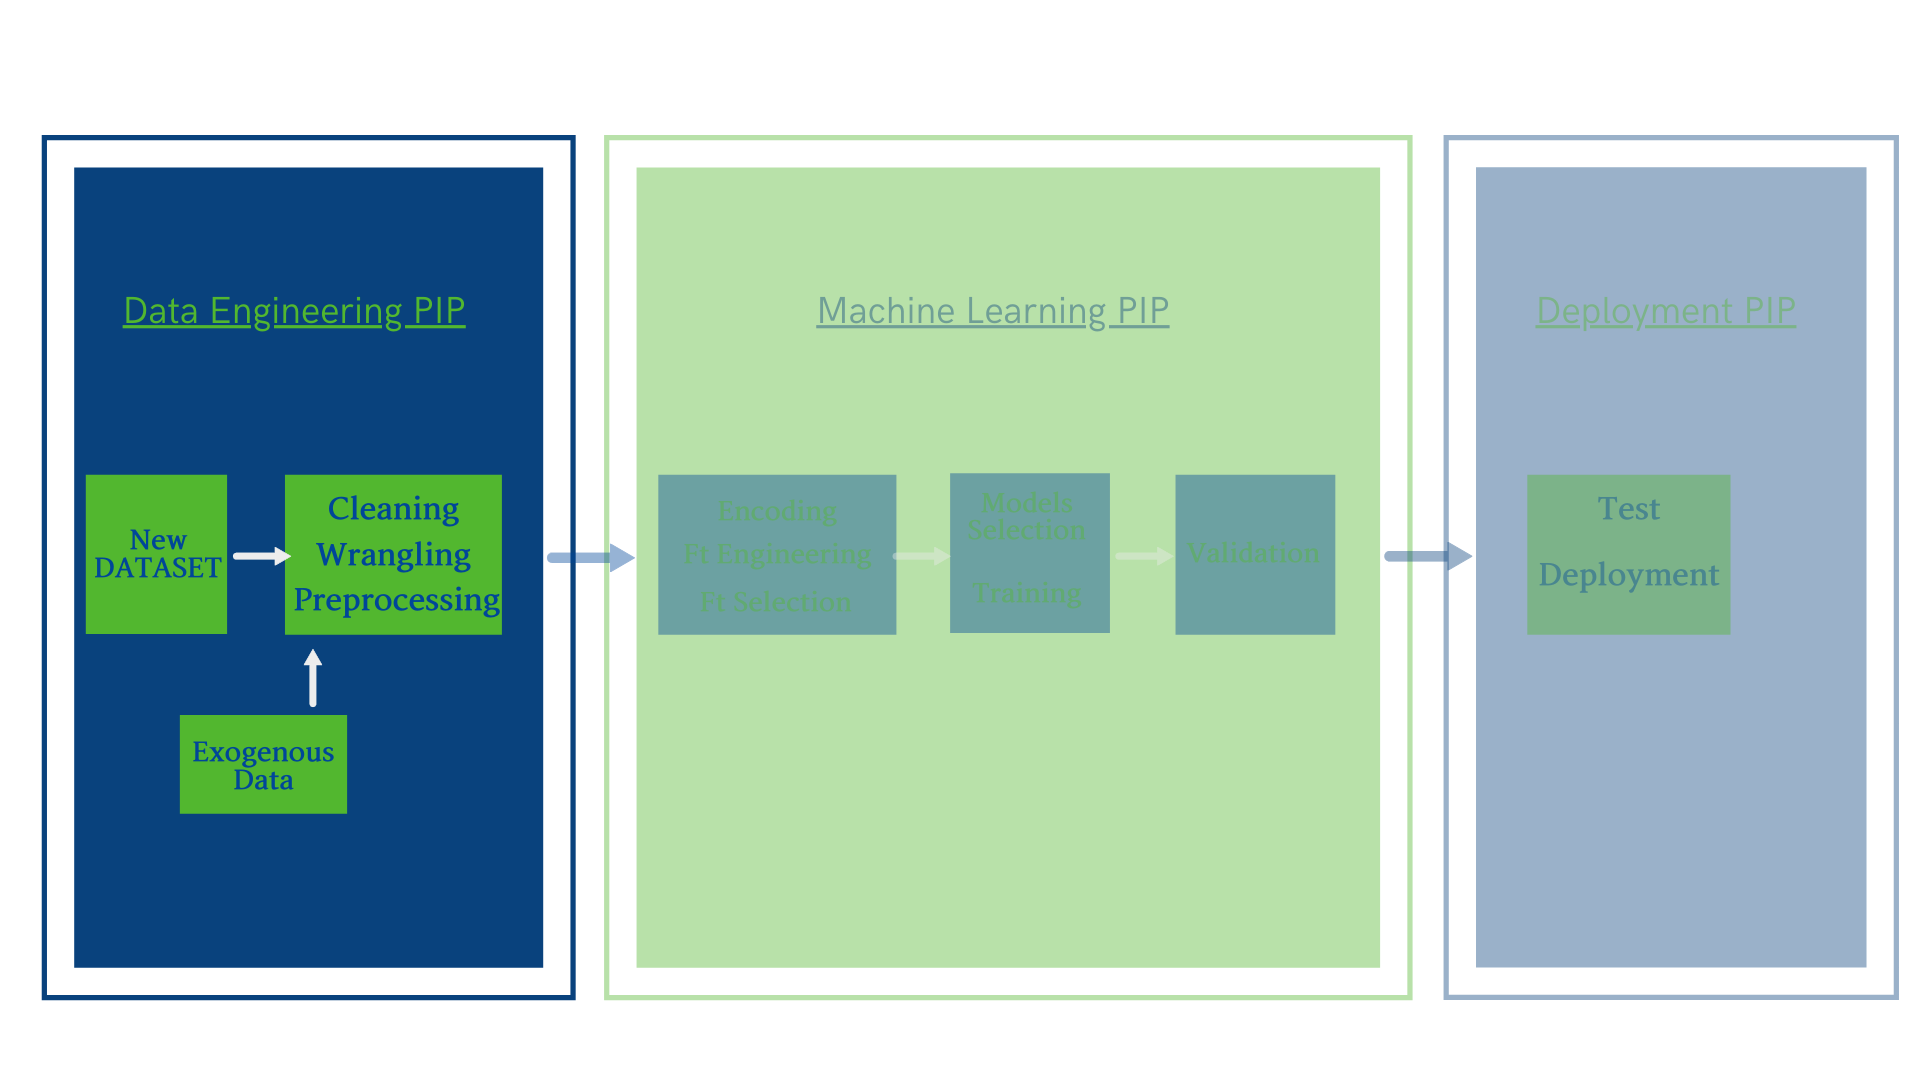 Data Engineering PIP
New
DATASET
Cleaning
Wrangling
Preprocessing
Exogenous
Data
Machine Learning PIP
Encoding
Ft Engineering
Ft Selection
Models
Selection
Training
Validation
Deployment PIP
Test
Deployment